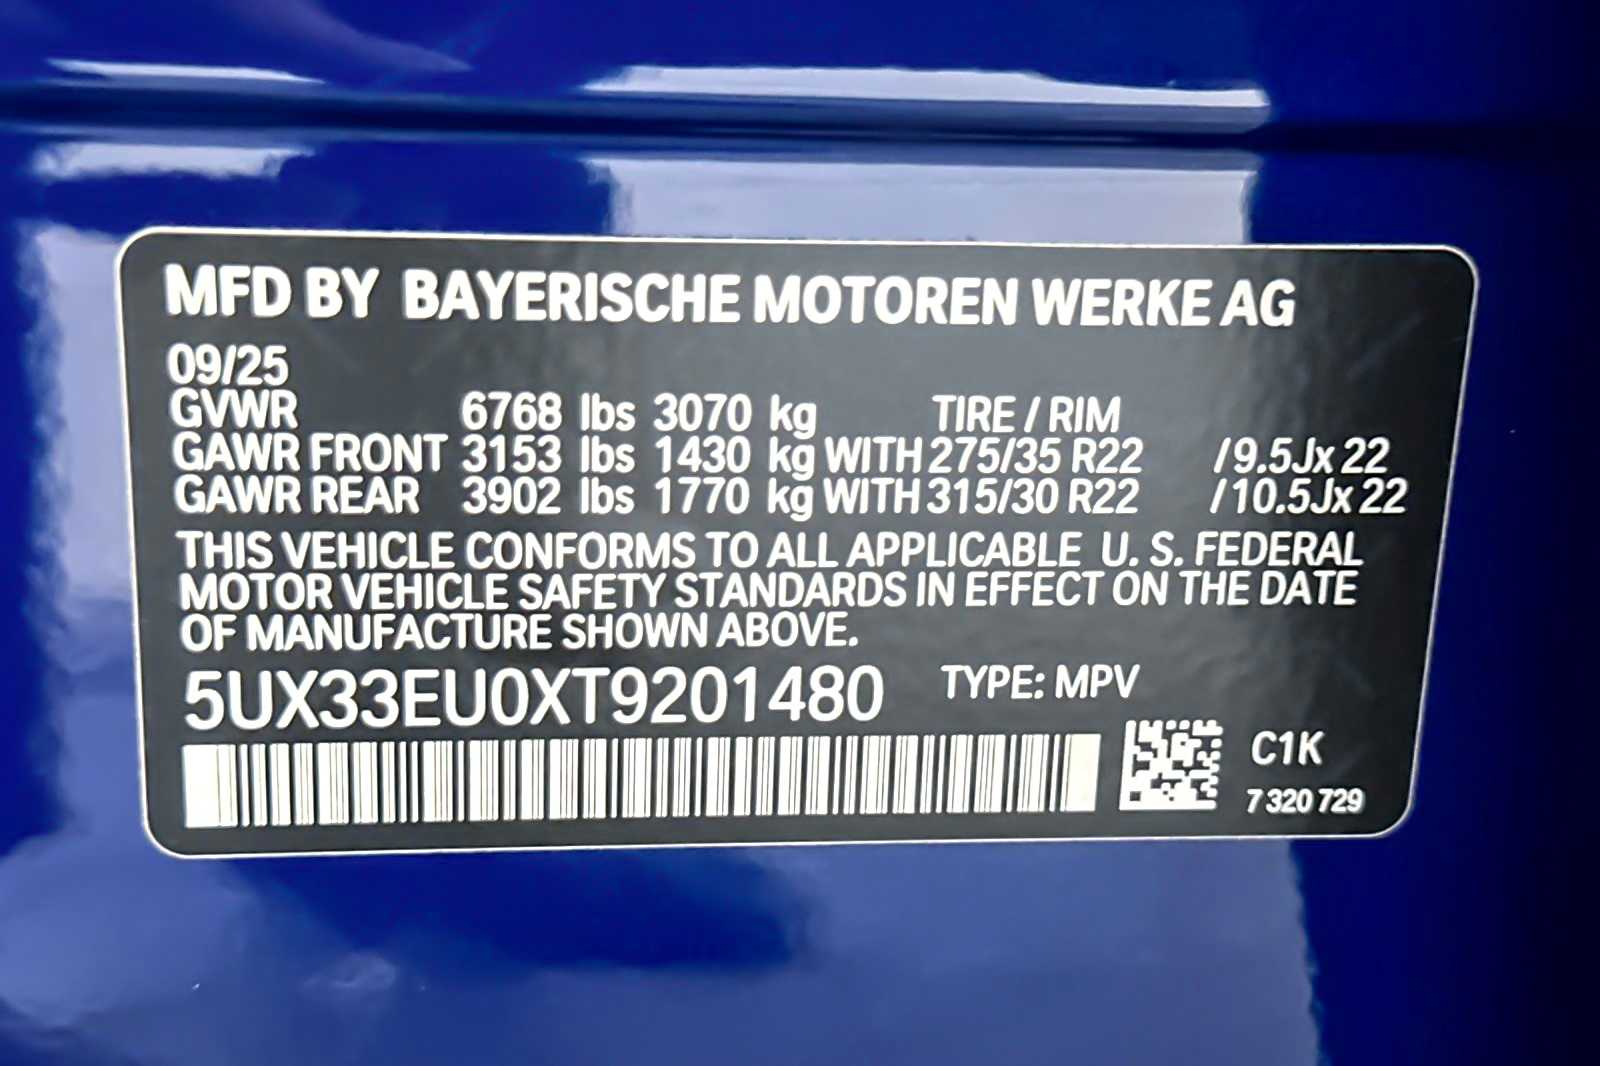 MFD BY BAYERISCHE MOTOREN WERKE AG
09/25
GVWR 6768 lbs 3070 kg TIRE / RIM
GAWR FRONT 3153 lbs 1430 kg WITH 275/35 R22 /9.5Jx 22
GAWR REAR 3902 lbs 1770 kg WITH 315/30 R22 /10.5Jx 22
THIS VEHICLE CONFORMS TO ALL APPLICABLE U. S. FEDERAL
MOTOR VEHICLE SAFETY STANDARDS IN EFFECT ON THE DATE
OF MANUFACTURE SHOWN ABOVE.
5UX33EU0XT9201480 TYPE: MPV
C1K
7 320 729